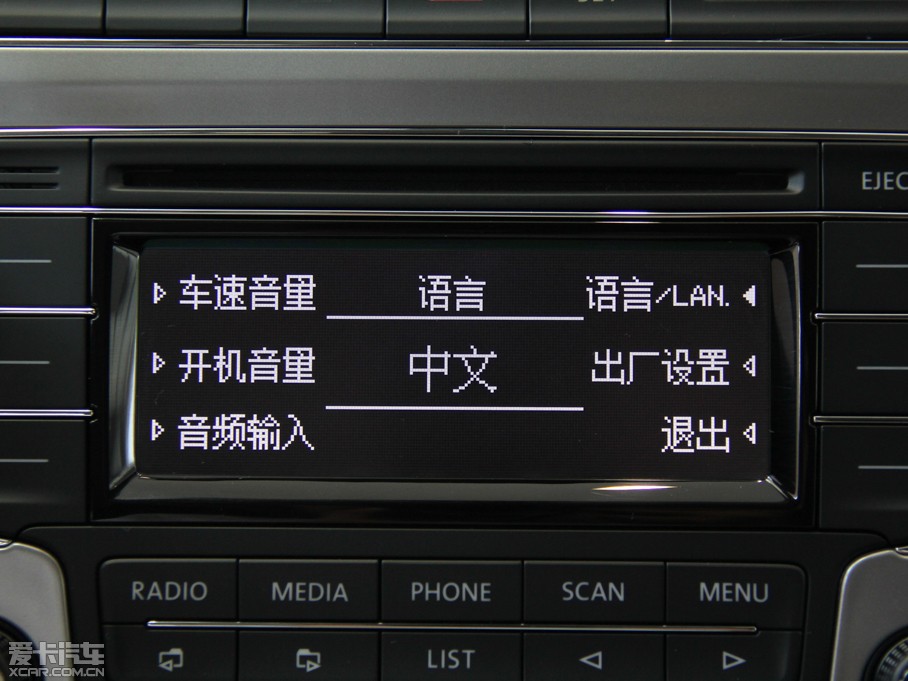 EJEC
车速音量 语言 语言/LAN.
开机音量 中文 出厂设置
音频输入 退出
RADIO MEDIA PHONE SCAN MENU
LIST
爱卡汽车
XCAR.COM.CN